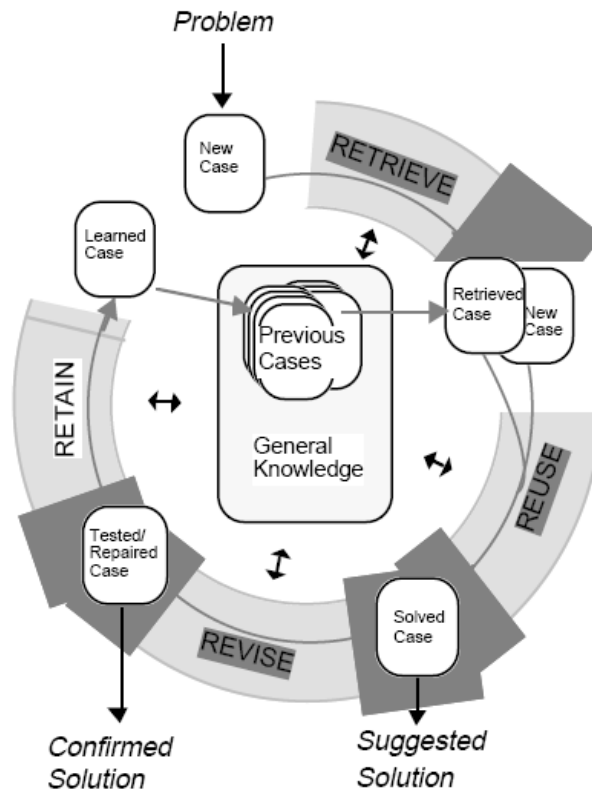 Problem
New
Case
RETRIEVE
Learned
Case
Retrieved
Case
New
Case
Previous
Cases
General
Knowledge
RETAIN
REUSE
Tested/
Repaired
Case
Solved
Case
REVISE
Confirmed
Solution
Suggested
Solution